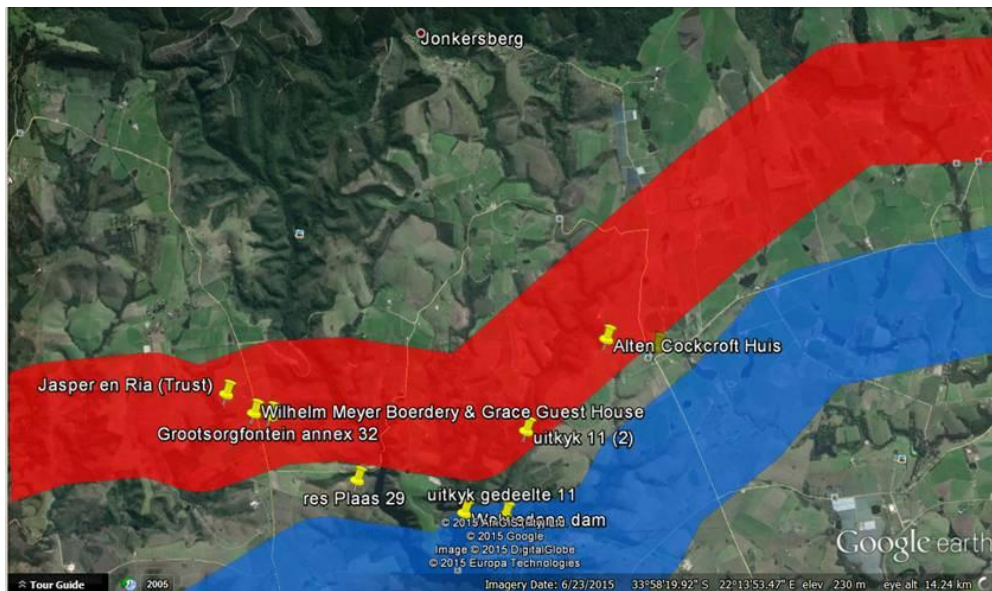 Jonkersberg
Alten Cockcroft Huis
Jasper en Ria (Trust)
Wilhelm Meyer Boerdery & Grace Guest House
Grootsorgfontein annex 32
uitkyk 11 (2)
res Plaas 29
uitkyk gedeelte 11
dam
© 2015
© 2015 Google
Image © 2015 DigitalGlobe
© 2015 Europa Technologies
Google earth
Tour Guide
2005
Imagery Date: 6/23/2015 33°58'19.92" S 22°13'53.47" E elev 230 m eye alt 14.24 km